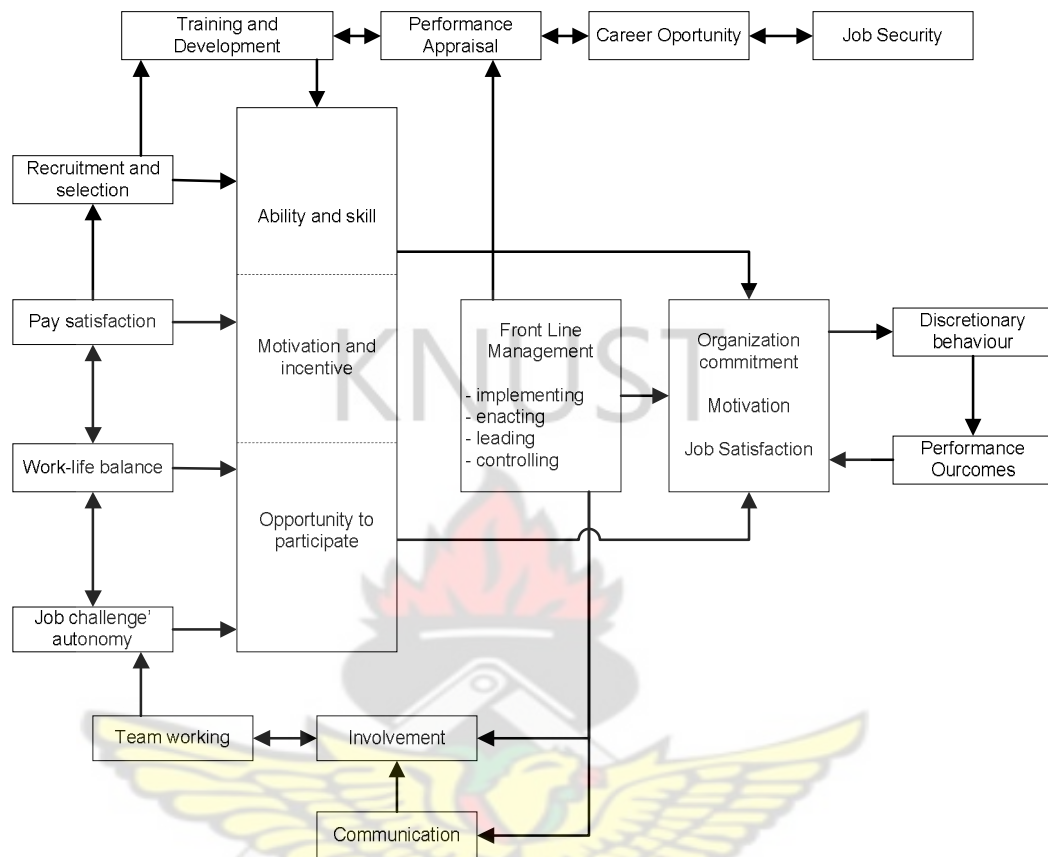 Training and
Development
Performance
Appraisal
Career Oportunity
Job Security
Recruitment and
selection
Ability and skill
Pay satisfaction
Motivation and
incentive
Work-life balance
Opportunity to
participate
Job challenge'
autonomy
Front Line
Management
- implementing
- enacting
- leading
- controlling
Organization
commitment
Motivation
Job Satisfaction
Discretionary
behaviour
Performance
Ourcomes
KNUST
Team working
Involvement
Communication